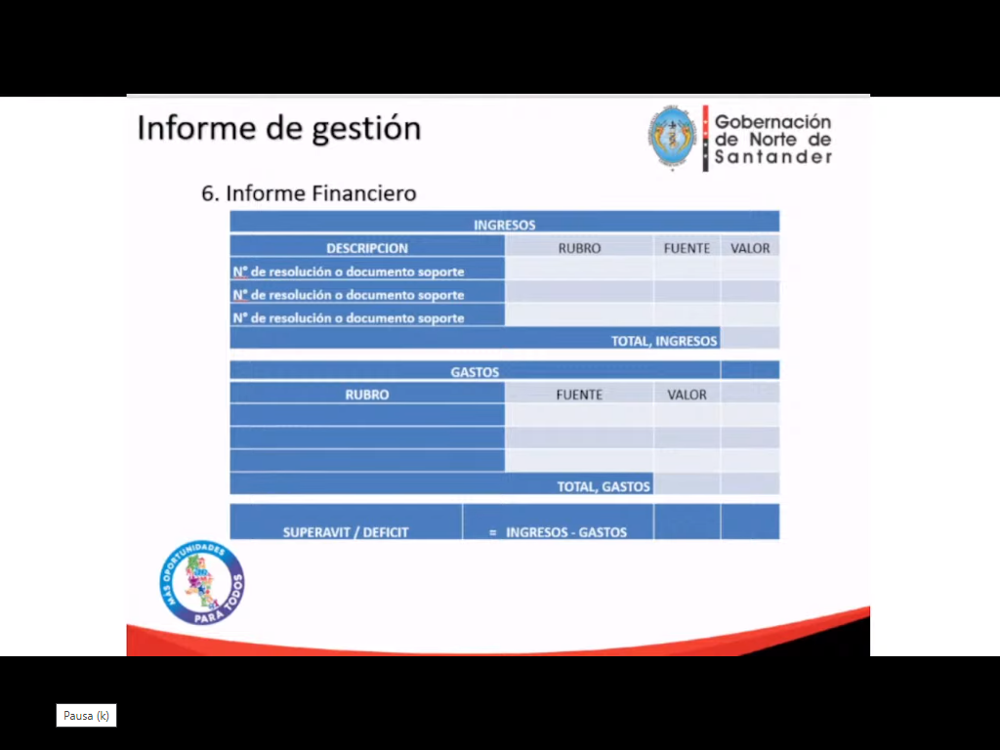 Informe de gestión
Gobernación
de Norte de
Santander
6. Informe Financiero
INGRESOS
DESCRIPCION RUBRO FUENTE VALOR
N° de resolución o documento soporte
N° de resolución o documento soporte
N° de resolución o documento soporte
TOTAL, INGRESOS
GASTOS
RUBRO FUENTE VALOR
TOTAL, GASTOS
SUPERAVIT / DEFICIT = INGRESOS - GASTOS
MÁS OPORTUNIDADES
PARA TODOS
Pausa (k)